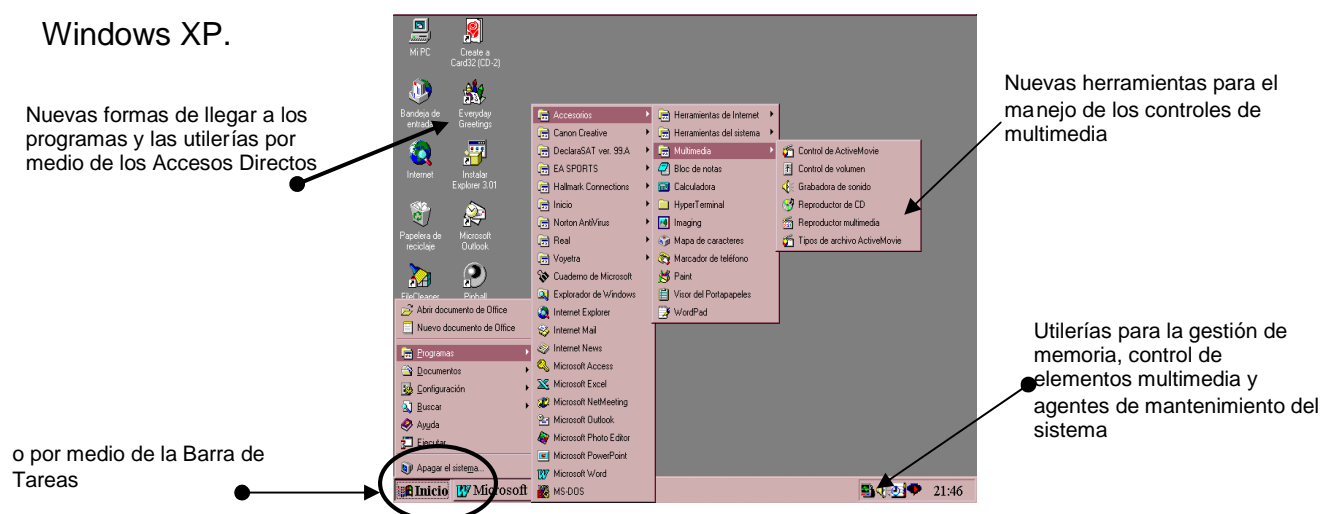 Windows XP.
Nuevas formas de llegar a los
programas y las utilerías por
medio de los Accesos Directos
o por medio de la Barra de
Tareas
Mi PC
Create a
Card32 (CD-2)
Bandeja de
entrada
Everyday
Greetings
Internet
Instalar
Explorer 3.01
Papelera de
reciclaje
Microsoft
Outlook
FileCleaner
Pinball
Abrir documento de Office
Nuevo documento de Office
Programas
Documentos
Configuración
Buscar
Ayuda
Ejecutar...
Apagar el sistema...
Inicio
Microsoft
Accesorios
Canon Creative
DeclaraSAT ver. 99.A
EA SPORTS
Hallmark Connections
Inicio
Norton AntiVirus
Real
Voyetra
Cuaderno de Microsoft
Explorador de Windows
Internet Explorer
Internet Mail
Internet News
Microsoft Access
Microsoft Excel
Microsoft NetMeeting
Microsoft Outlook
Microsoft Photo Editor
Microsoft PowerPoint
Microsoft Word
MS-DOS
Herramientas de Internet
Herramientas del sistema
Multimedia
Bloc de notas
Calculadora
HyperTerminal
Imaging
Mapa de caracteres
Marcador de teléfono
Paint
Visor del Portapapeles
WordPad
Control de ActiveMovie
Control de volumen
Grabadora de sonido
Reproductor de CD
Reproductor multimedia
Tipos de archivo ActiveMovie
21:46
Nuevas herramientas para el
manejo de los controles de
multimedia
Utilerías para la gestión de
memoria, control de
elementos multimedia y
agentes de mantenimiento del
sistema